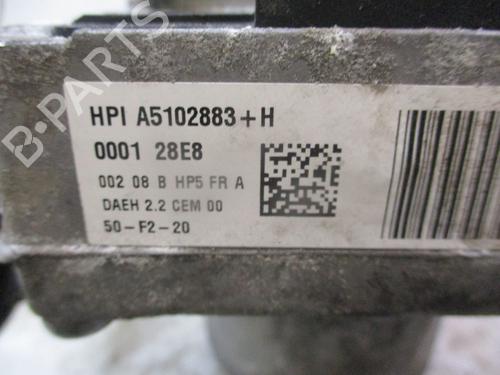 B-PARTS
HPI A5102883+H
0001 28E8
002 08 B HP5 FR A
DAEH 2.2 CEM 00
50-F2-20